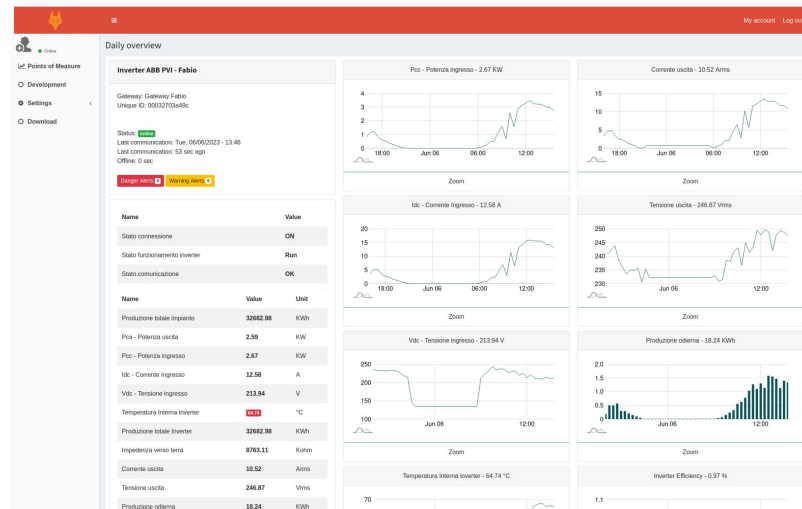 My account Log ou
Online
Points of Measure
Development
Settings
Download
Daily overview
Inverter ABB PVI - Fabio
Gateway: Gateway Fabio
Unique ID: 00032703a49c
Status: online
Last communication: Tue, 06/06/2023 - 13:46
Last communication: 53 sec ago
Offline: 0 sec
Danger Alerts
Warning Alerts
Name Value
Stato connessione ON
Stato funzionamento inverter Run
Stato comunicazione OK
Name Value Unit
Produzione totale impianto 32682.98 KWh
Pca - Potenza uscita 2.59 KW
Pcc - Potenza ingresso 2.67 KW
Idc - Corrente Ingresso 12.58 A
Vdc - Tensione ingresso 213.94 V
Temperatura Interna inverter 64.74 °C
Produzione totale Inverter 32682.98 KWh
Impedenza verso terra 8763.11 Kohm
Corrente uscita 10.52 Arms
Tensione uscita 246.87 Vrms
Produzione odierna 18.24 KWh
Pcc - Potenza ingresso - 2.67 KW
4
3
2
1
0
18:00 Jun 06 06:00 12:00
Zoom
Corrente uscita - 10.52 Arms
15
10
5
0
18:00 Jun 06 06:00 12:00
Zoom
Idc - Corrente Ingresso - 12.58 A
20
15
10
5
0
18:00 Jun 06 06:00 12:00
Zoom
Tensione uscita - 246.87 Vrms
250
245
240
235
230
Jun 06 12:00
Zoom
Vdc - Tensione ingresso - 213.94 V
250
200
150
100
Jun 06 12:00
Zoom
Produzione odierna - 18.24 KWh
2.0
1.5
1.0
0.5
0
Jun 06 12:00
Zoom
Temperatura Interna inverter - 64.74 °C
70
Inverter Efficiency - 0.97 %
1.1